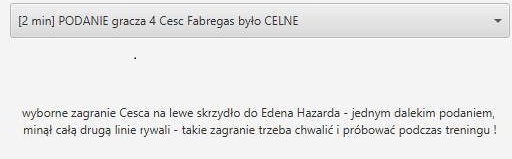 [2 min] PODANIE gracza 4 Cesc Fabregas było CELNE
.
wyborne zagranie Cesca na lewe skrzydło do Edena Hazarda - jednym dalekim podaniem,
minął całą drugą linie rywali - takie zagranie trzeba chwalić i próbować podczas treningu !